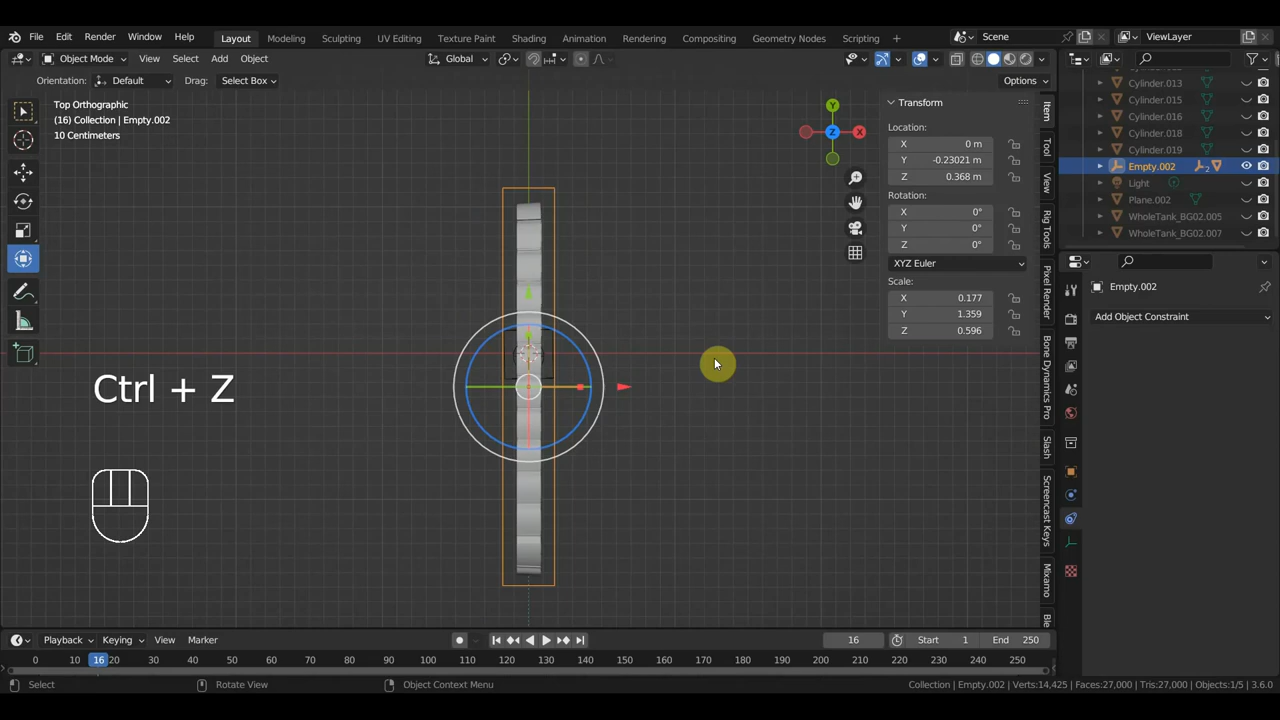 File Edit Render Window Help Layout Modeling Sculpting UV Editing Texture Paint Shading Animation Rendering Compositing Geometry Nodes Scripting + Scene ViewLayer
Object Mode View Select Add Object Global Options
Orientation: Default Drag: Select Box
Top Orthographic
(16) Collection | Empty.002
10 Centimeters
Y
Z
X
Transform
Location:
X 0 m
Y -0.23021 m
Z 0.368 m
Rotation:
X 0°
Y 0°
Z 0°
XYZ Euler
Scale:
X 0.177
Y 1.359
Z 0.596
Item
Tool
View
Rig Tools
Pixel Render
Bone Dynamics Pro
Slash
Screencast Keys
Mixamo
Cylinder.013
Cylinder.015
Cylinder.016
Cylinder.018
Cylinder.019
Empty.002 2
Light
Plane.002
WholeTank_BG02.005
WholeTank_BG02.007
Empty.002
Add Object Constraint
Ctrl + Z
Playback Keying View Marker 16 Start 1 End 250
0 10 16 20 30 40 50 60 70 80 90 100 110 120 130 140 150 160 170 180 190 200 210 220 230 240 250
Select Rotate View Object Context Menu Collection | Empty.002 | Verts:14,425 | Faces:27,000 | Tris:27,000 | Objects:1/5 | 3.6.0